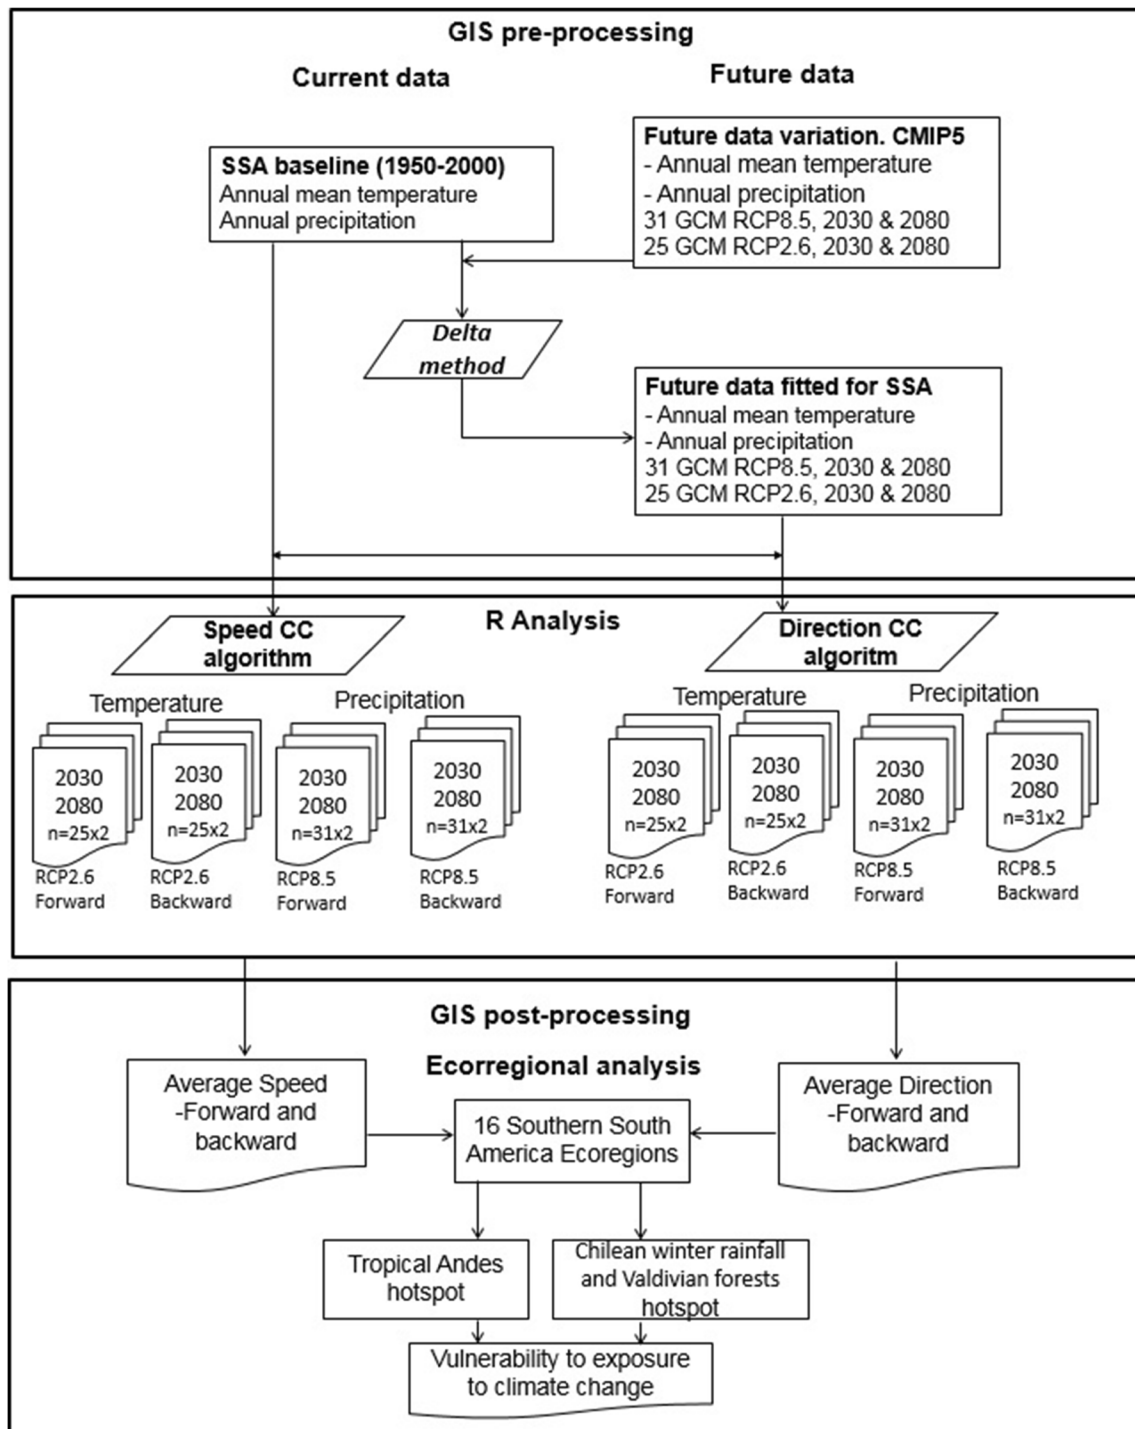 GIS pre-processing
Current data
Future data
SSA baseline (1950-2000)
Annual mean temperature
Annual precipitation
Future data variation. CMIP5
- Annual mean temperature
- Annual precipitation
31 GCM RCP8.5, 2030 & 2080
25 GCM RCP2.6, 2030 & 2080
Delta
method
Future data fitted for SSA
- Annual mean temperature
- Annual precipitation
31 GCM RCP8.5, 2030 & 2080
25 GCM RCP2.6, 2030 & 2080
R Analysis
Speed CC
algorithm
Temperature
Precipitation
2030
2080
n=25x2
RCP2.6
Forward
2030
2080
n=25x2
RCP2.6
Backward
2030
2080
n=31x2
RCP8.5
Forward
2030
2080
n=31x2
RCP8.5
Backward
Direction CC
algoritm
Temperature
Precipitation
2030
2080
n=25x2
RCP2.6
Forward
2030
2080
n=25x2
RCP2.6
Backward
2030
2080
n=31x2
RCP8.5
Forward
2030
2080
n=31x2
RCP8.5
Backward
GIS post-processing
Ecorregional analysis
Average Speed
-Forward and
backward
16 Southern South
America Ecoregions
Average Direction
-Forward and
backward
Tropical Andes
hotspot
Chilean winter rainfall
and Valdivian forests
hotspot
Vulnerability to exposure
to climate change